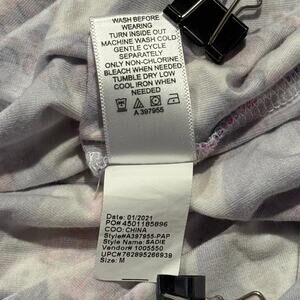 WASH BEFORE
WEARING
TURN INSIDE OUT
MACHINE WASH COLD
GENTLE CYCLE
SEPARATELY
ONLY NON-CHLORINE
BLEACH WHEN NEEDED
TUMBLE DRY LOW
COOL IRON WHEN
NEEDED
A 397955
Date: 01/2021
PO# 4501185896
COO: CHINA
Style#A397955-PAP
Style Name: SADIE
Vendor# 1005550
UPC#762895266939
Size: M